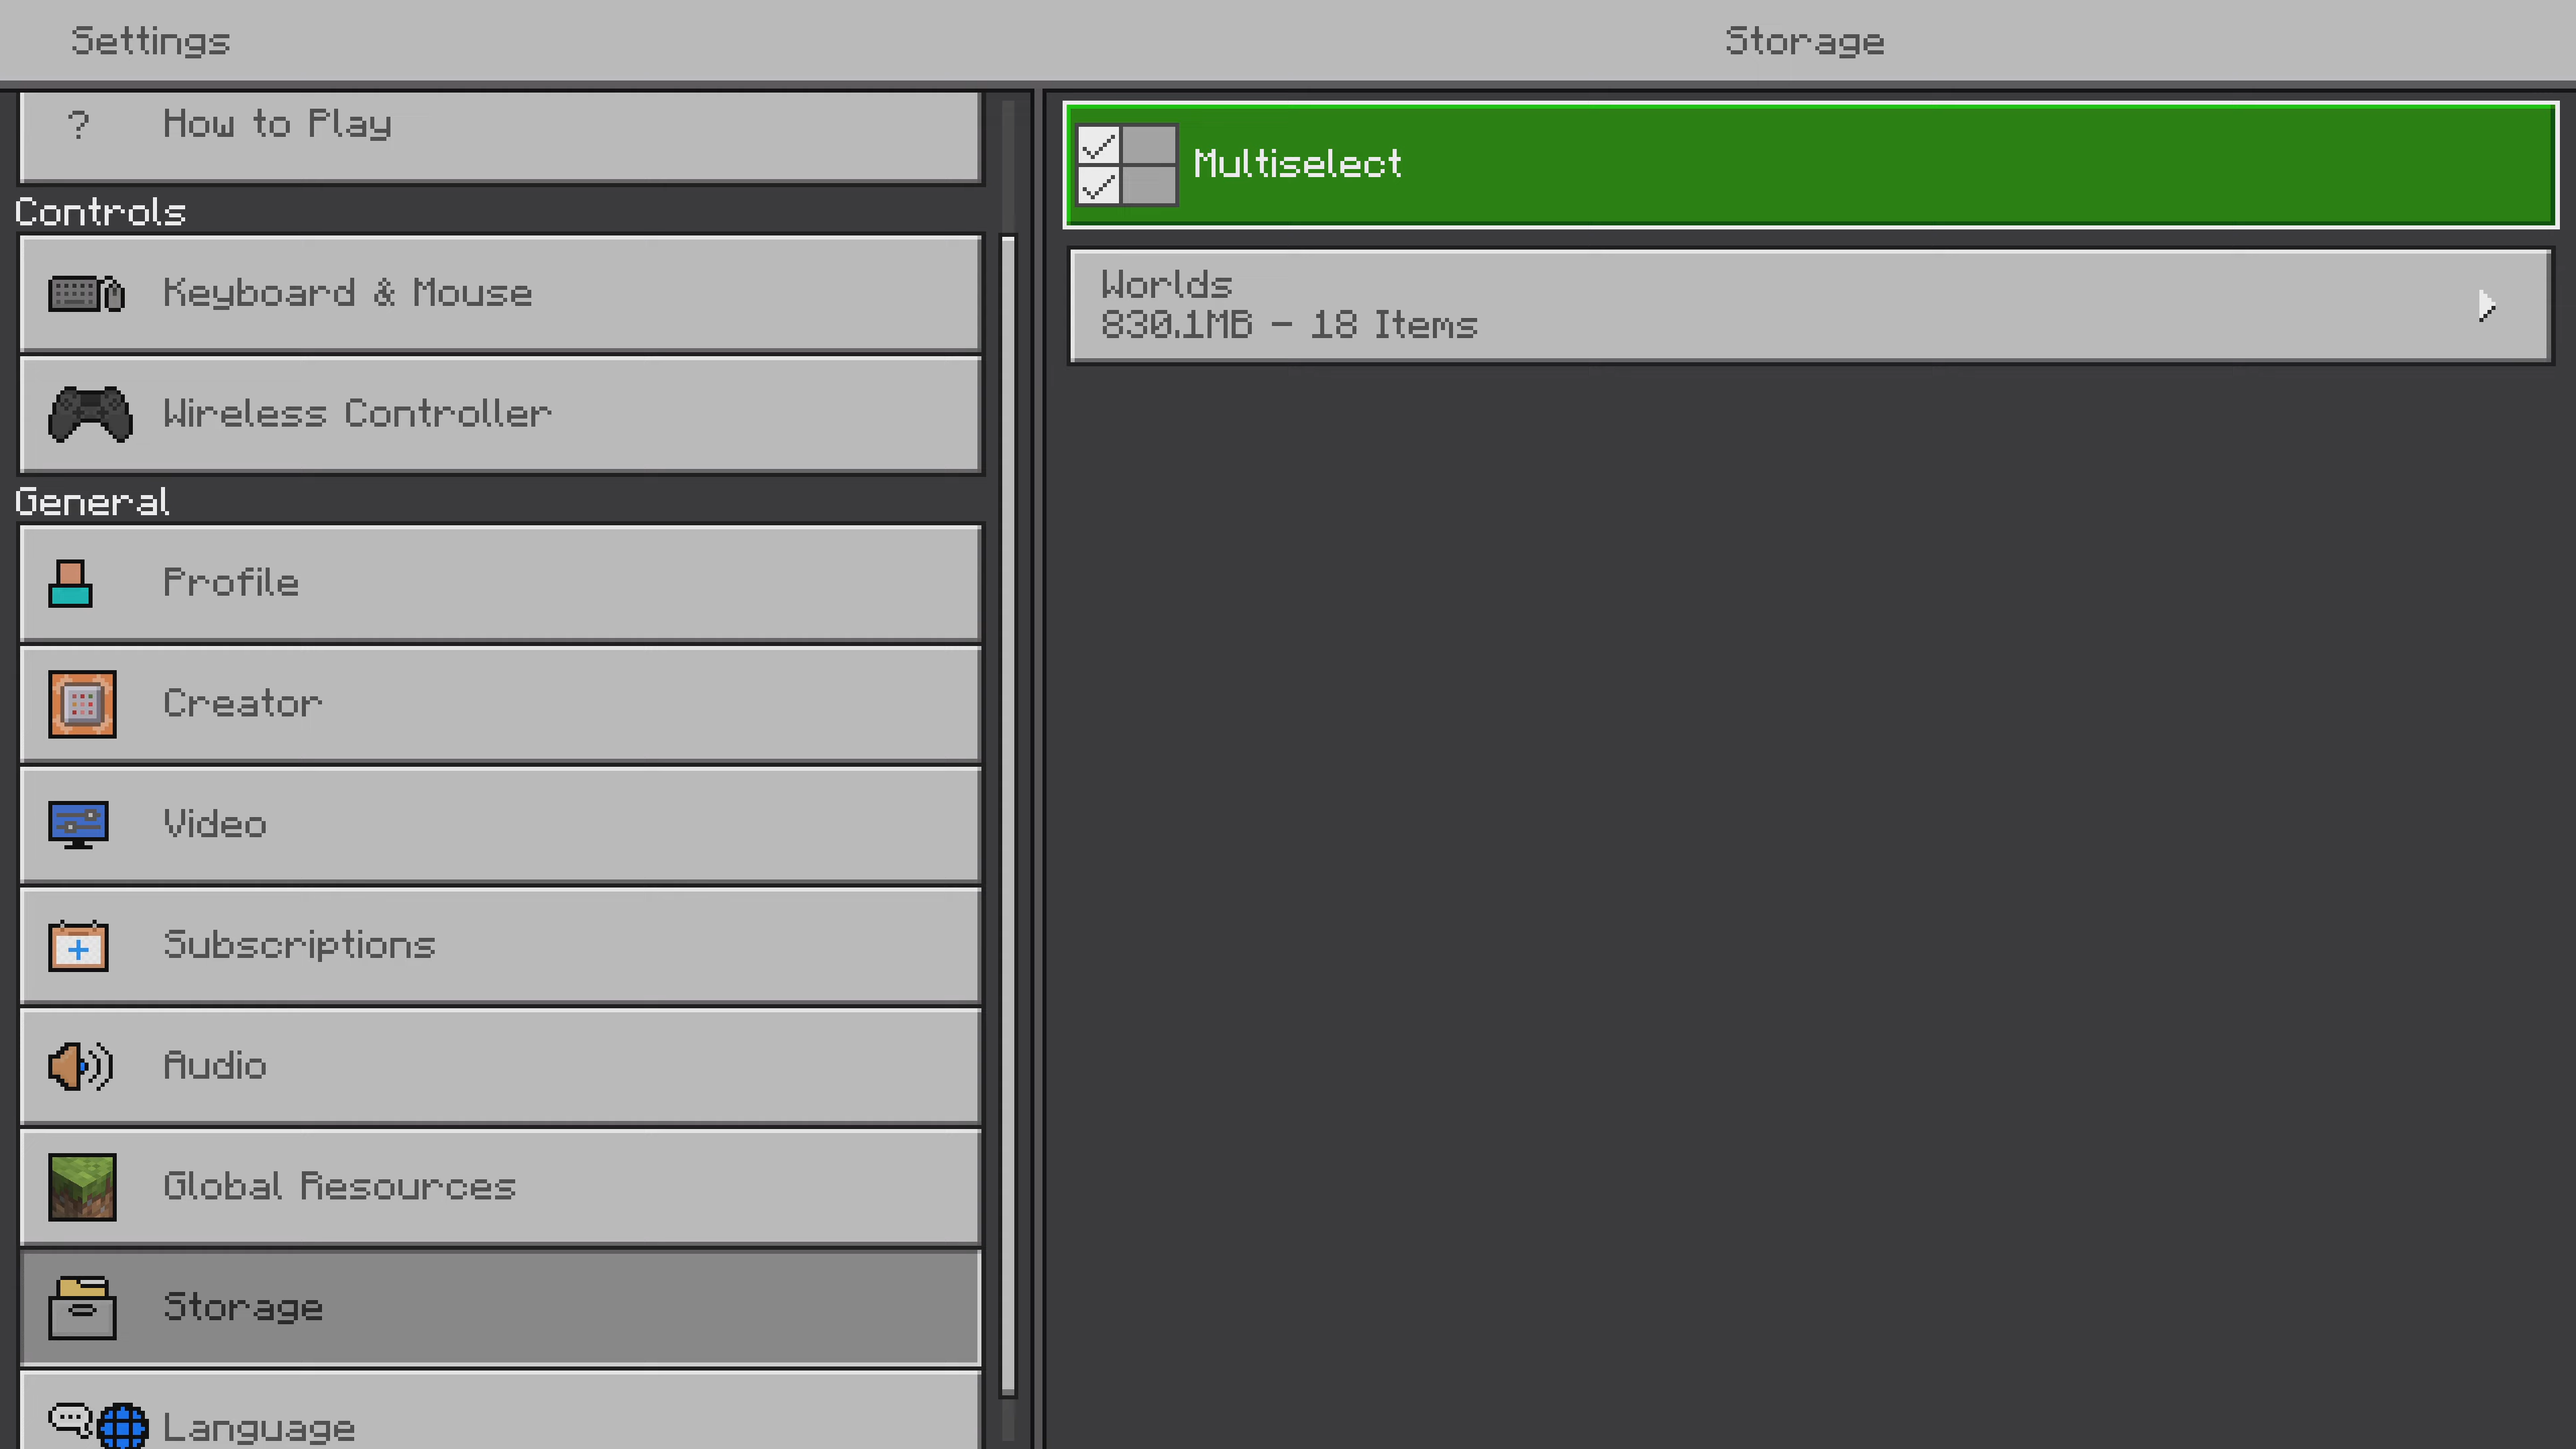 Settings
Storage
? How to Play
Controls
Keyboard & Mouse
Wireless Controller
General
Profile
Creator
Video
Subscriptions
Audio
Global Resources
Storage
Language
Multiselect
Worlds
830.1MB - 18 Items